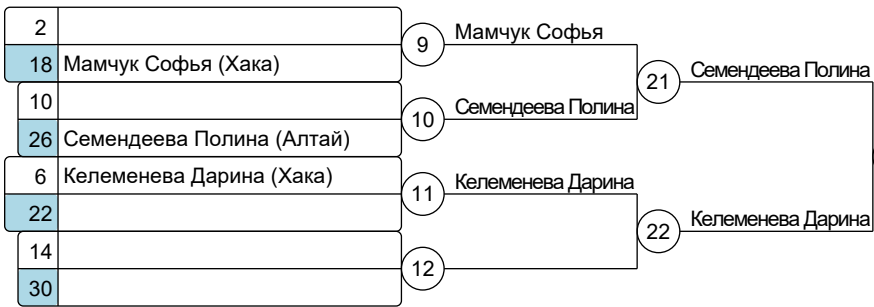 2
9
Мамчук Софья
18 Мамчук Софья (Хака)
21
Семендеева Полина
10
10
Семендеева Полина
26 Семендеева Полина (Алтай)
6 Келеменева Дарина (Хака)
11
Келеменева Дарина
22
22
Келеменева Дарина
14
12
30